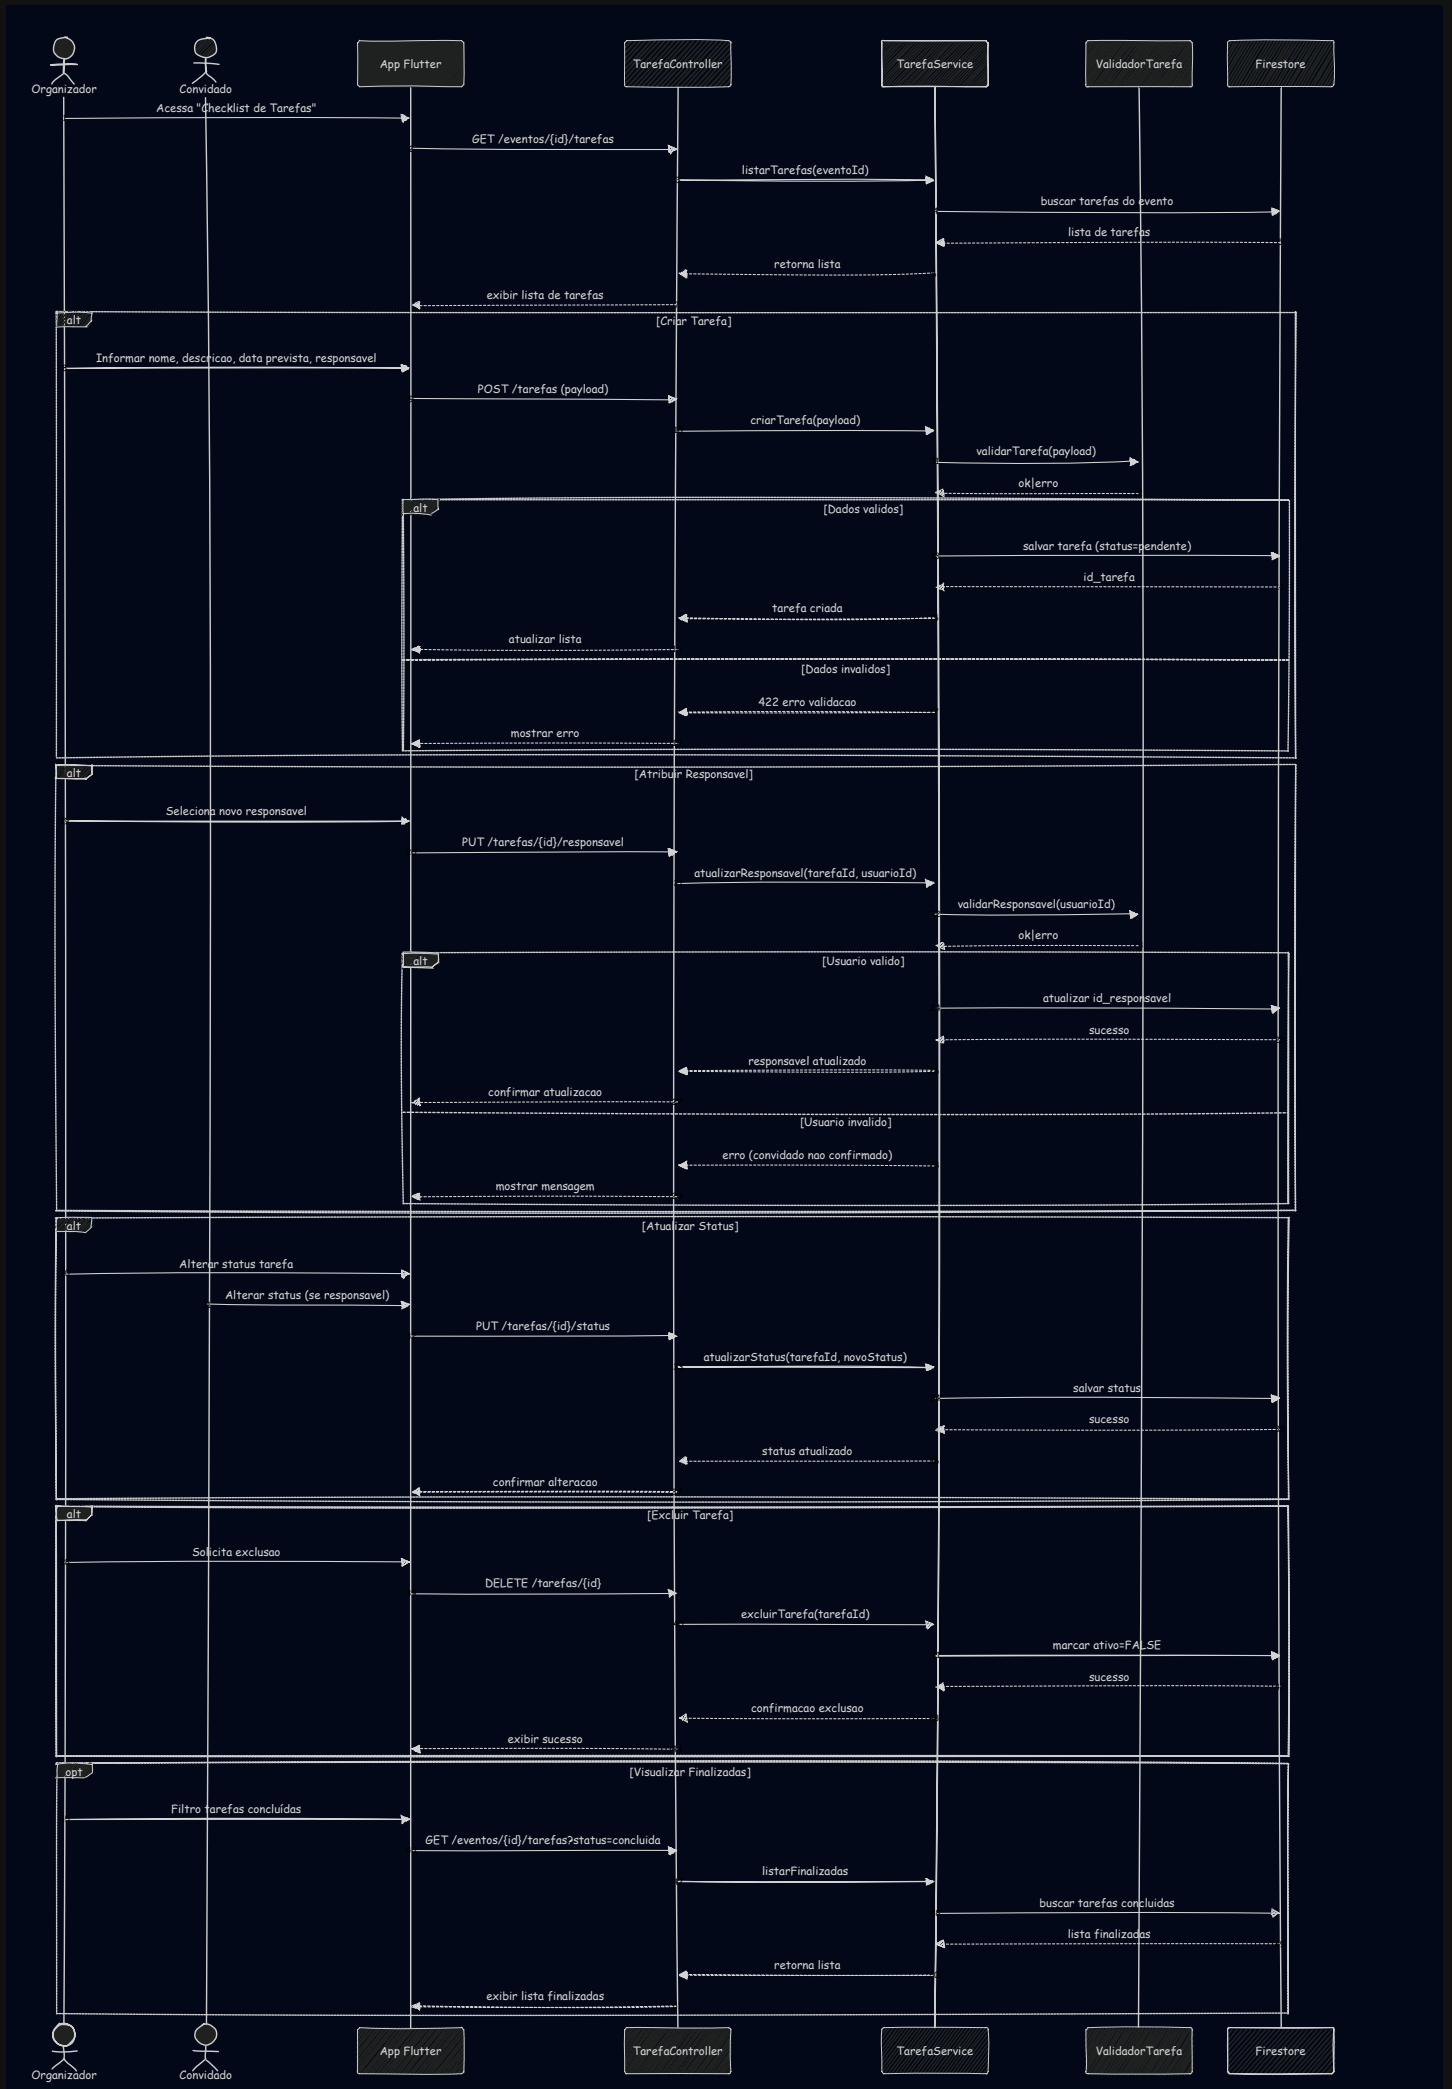 Organizador
Convidado
App Flutter
TarefaController
TarefaService
ValidadorTarefa
Firestore
Acessa "Checklist de Tarefas"
GET /eventos/{id}/tarefas
listarTarefas(eventoId)
buscar tarefas do evento
lista de tarefas
retorna lista
exibir lista de tarefas
alt
[Criar Tarefa]
Informar nome, descricao, data prevista, responsavel
POST /tarefas (payload)
criarTarefa(payload)
validarTarefa(payload)
ok|erro
alt
[Dados validos]
salvar tarefa (status=pendente)
id_tarefa
tarefa criada
atualizar lista
[Dados invalidos]
422 erro validacao
mostrar erro
alt
[Atribuir Responsavel]
Seleciona novo responsavel
PUT /tarefas/{id}/responsavel
atualizarResponsavel(tarefaId, usuarioId)
validarResponsavel(usuarioId)
ok|erro
alt
[Usuario valido]
atualizar id_responsavel
sucesso
responsavel atualizado
confirmar atualizacao
[Usuario invalido]
erro (convidado nao confirmado)
mostrar mensagem
alt
[Atualizar Status]
Alterar status tarefa
Alterar status (se responsavel)
PUT /tarefas/{id}/status
atualizarStatus(tarefaId, novoStatus)
salvar status
sucesso
status atualizado
confirmar alteracao
alt
[Excluir Tarefa]
Solicita exclusao
DELETE /tarefas/{id}
excluirTarefa(tarefaId)
marcar ativo=FALSE
sucesso
confirmacao exclusao
exibir sucesso
opt
[Visualizar Finalizadas]
Filtro tarefas concluídas
GET /eventos/{id}/tarefas?status=concluida
listarFinalizadas
buscar tarefas concluidas
lista finalizadas
retorna lista
exibir lista finalizadas
Organizador
Convidado
App Flutter
TarefaController
TarefaService
ValidadorTarefa
Firestore